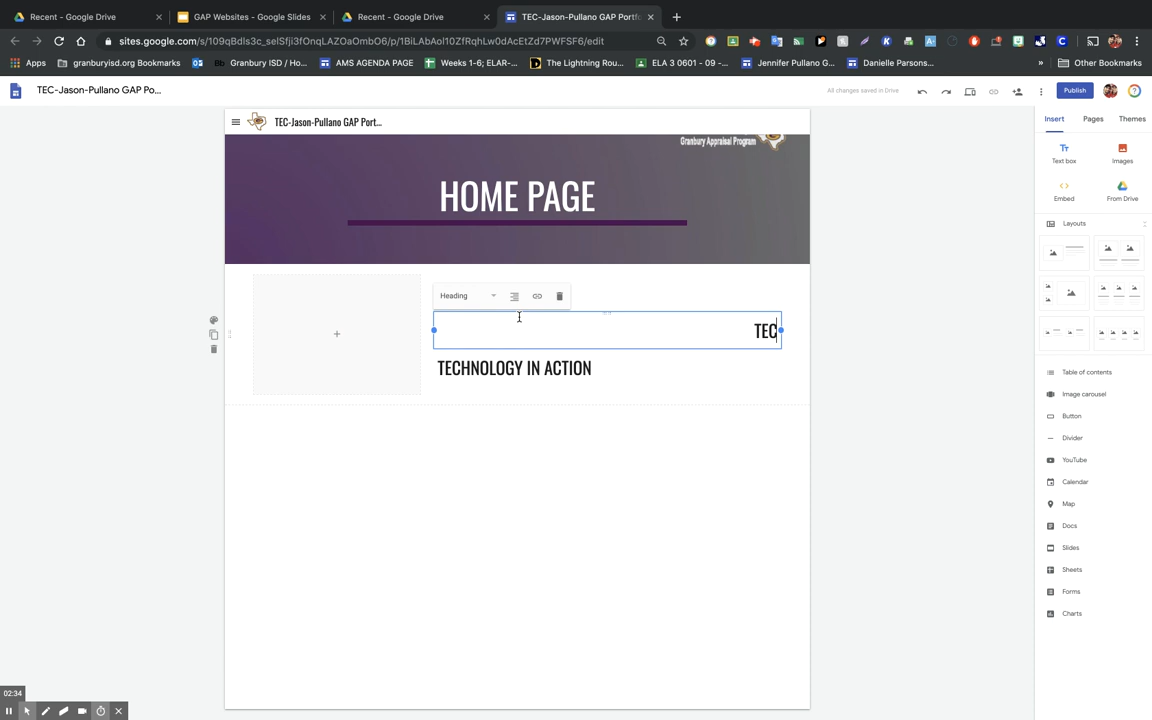 Recent - Google Drive
GAP Websites - Google Slides
Recent - Google Drive
TEC-Jason-Pullano GAP Portfo
sites.google.com/s/109qBdls3c_selSfji3fOnqLAZOaOmbO6/p/1BiLAbAol10ZfRqhLw0dAcEtZd7PWFSF6/edit
Apps
granburyisd.org Bookmarks
Granbury ISD / Ho...
AMS AGENDA PAGE
Weeks 1-6; ELAR-...
The Lightning Rou...
ELA 3 0601 - 09 -...
Jennifer Pullano G...
Danielle Parsons...
»
Other Bookmarks
TEC-Jason-Pullano GAP Po...
All changes saved in Drive
Publish
TEC-Jason-Pullano GAP Port...
Granbury Appraisal Program
HOME PAGE
Heading
TEC
TECHNOLOGY IN ACTION
Insert
Pages
Themes
Text box
Images
Embed
From Drive
Layouts
Table of contents
Image carousel
Button
Divider
YouTube
Calendar
Map
Docs
Slides
Sheets
Forms
Charts
02:34